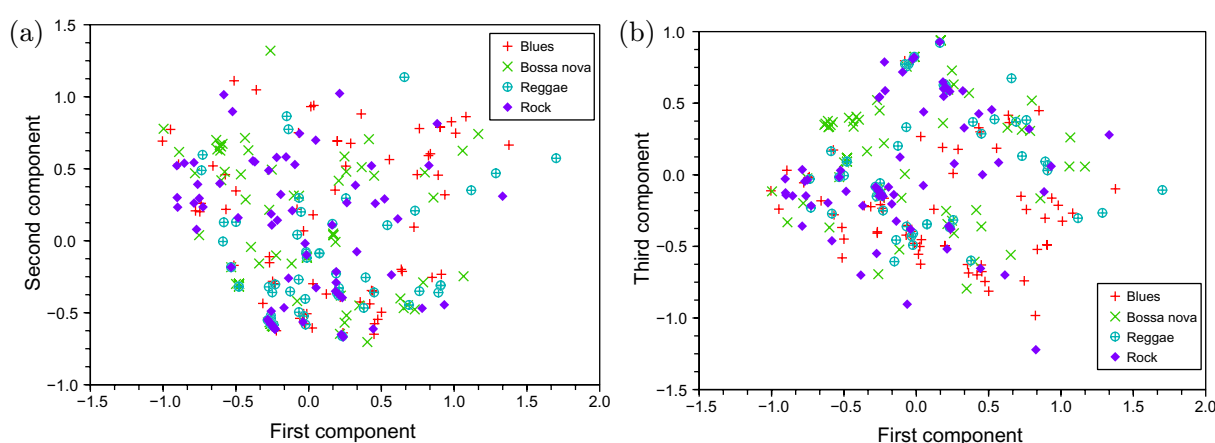 (a)
1.5
1.0
0.5
0.0
−0.5
−1.0
Second component
−1.5 −1.0 −0.5 0.0 0.5 1.0 1.5 2.0
First component
Blues
Bossa nova
Reggae
Rock
(b)
1.0
0.5
0.0
−0.5
−1.0
−1.5
Third component
−1.5 −1.0 −0.5 0.0 0.5 1.0 1.5 2.0
First component
Blues
Bossa nova
Reggae
Rock